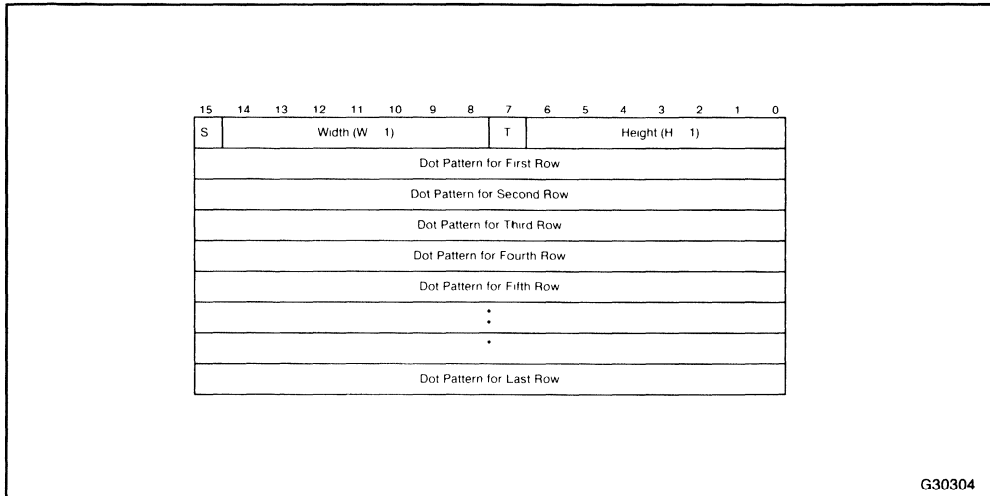 15 14 13 12 11 10 9 8 7 6 5 4 3 2 1 0
S Width (W 1) T Height (H 1)
Dot Pattern for First Row
Dot Pattern for Second Row
Dot Pattern for Third Row
Dot Pattern for Fourth Row
Dot Pattern for Fifth Row
Dot Pattern for Last Row
G30304